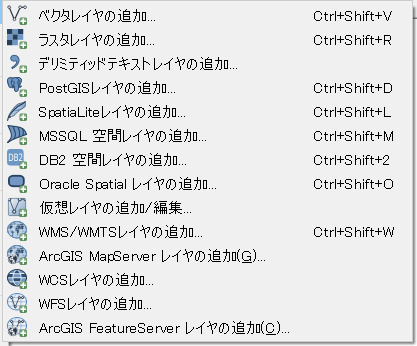 ベクタレイヤの追加... Ctrl+Shift+V
ラスタレイヤの追加... Ctrl+Shift+R
デリミティッドテキストレイヤの追加...
PostGISレイヤの追加... Ctrl+Shift+D
SpatiaLiteレイヤの追加... Ctrl+Shift+L
MSSQL 空間レイヤの追加... Ctrl+Shift+M
DB2 DB2 空間レイヤの追加... Ctrl+Shift+2
Oracle Spatial レイヤの追加... Ctrl+Shift+O
仮想レイヤの追加/編集...
WMS/WMTSレイヤの追加... Ctrl+Shift+W
ArcGIS MapServer レイヤの追加(G)...
WCSレイヤの追加...
WFSレイヤの追加...
ArcGIS FeatureServer レイヤの追加(C)...